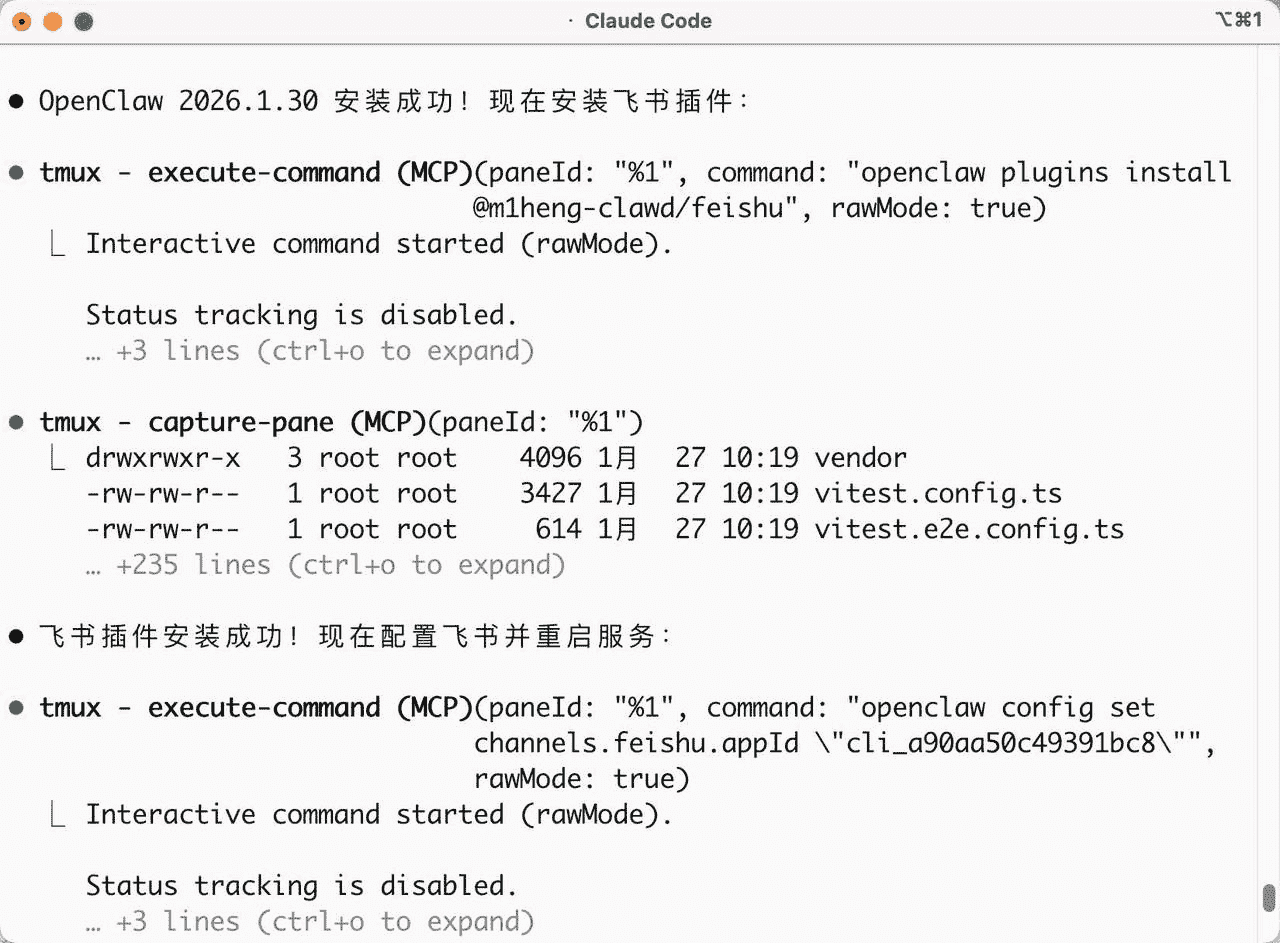 · Claude Code
⌥⌘1
● OpenClaw 2026.1.30 安装成功！现在安装飞书插件：
● tmux - execute-command (MCP)(paneId: "%1", command: "openclaw plugins install
@m1heng-clawd/feishu", rawMode: true)
⎿ Interactive command started (rawMode).
Status tracking is disabled.
… +3 lines (ctrl+o to expand)
● tmux - capture-pane (MCP)(paneId: "%1")
⎿ drwxrwxr-x   3 root root    4096 1月  27 10:19 vendor
-rw-rw-r--   1 root root    3427 1月  27 10:19 vitest.config.ts
-rw-rw-r--   1 root root     614 1月  27 10:19 vitest.e2e.config.ts
… +235 lines (ctrl+o to expand)
● 飞书插件安装成功！现在配置飞书并重启服务：
● tmux - execute-command (MCP)(paneId: "%1", command: "openclaw config set
channels.feishu.appId \"cli_a90aa50c49391bc8\"",
rawMode: true)
⎿ Interactive command started (rawMode).
Status tracking is disabled.
… +3 lines (ctrl+o to expand)